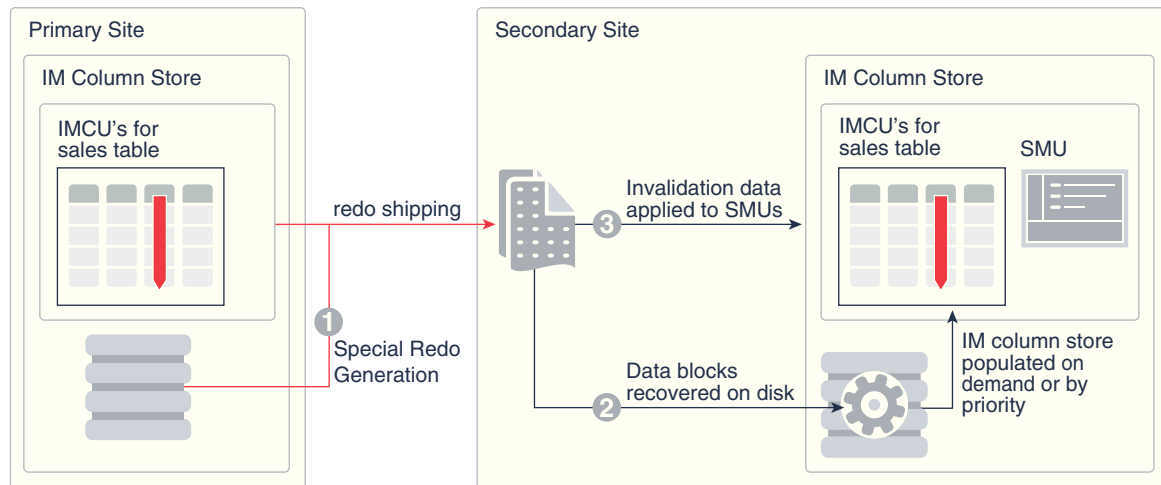 Primary Site
IM Column Store
IMCU's for
sales table
redo shipping
1
Special Redo
Generation
Secondary Site
3
Invalidation data
applied to SMUs
2
Data blocks
recovered on disk
IM Column Store
IMCU's for
sales table
SMU
IM column store
populated on
demand or by
priority